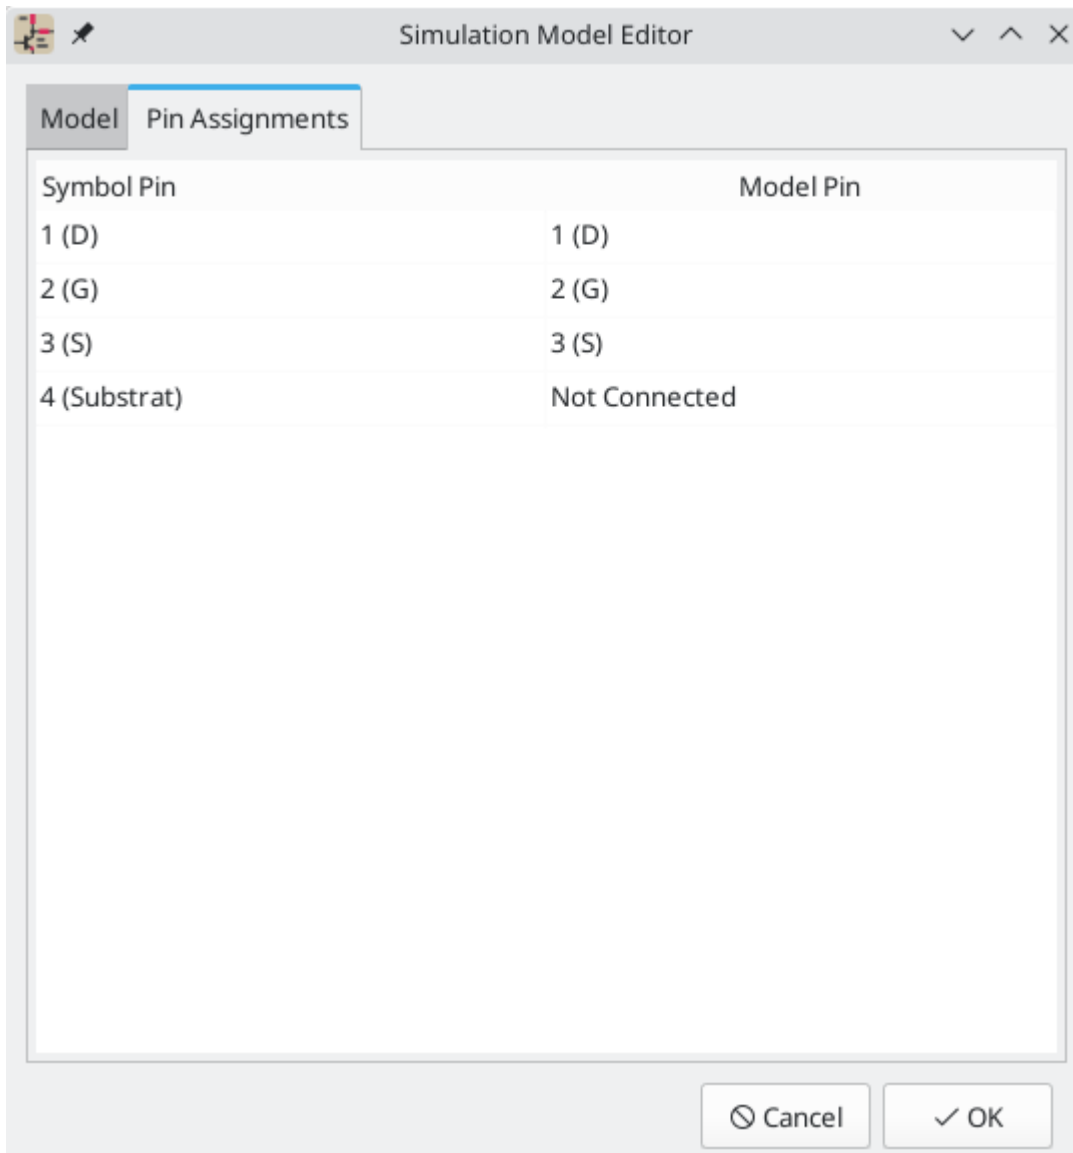 Simulation Model Editor
Model Pin Assignments
Symbol Pin Model Pin
1 (D) 1 (D)
2 (G) 2 (G)
3 (S) 3 (S)
4 (Substrat) Not Connected
Cancel OK